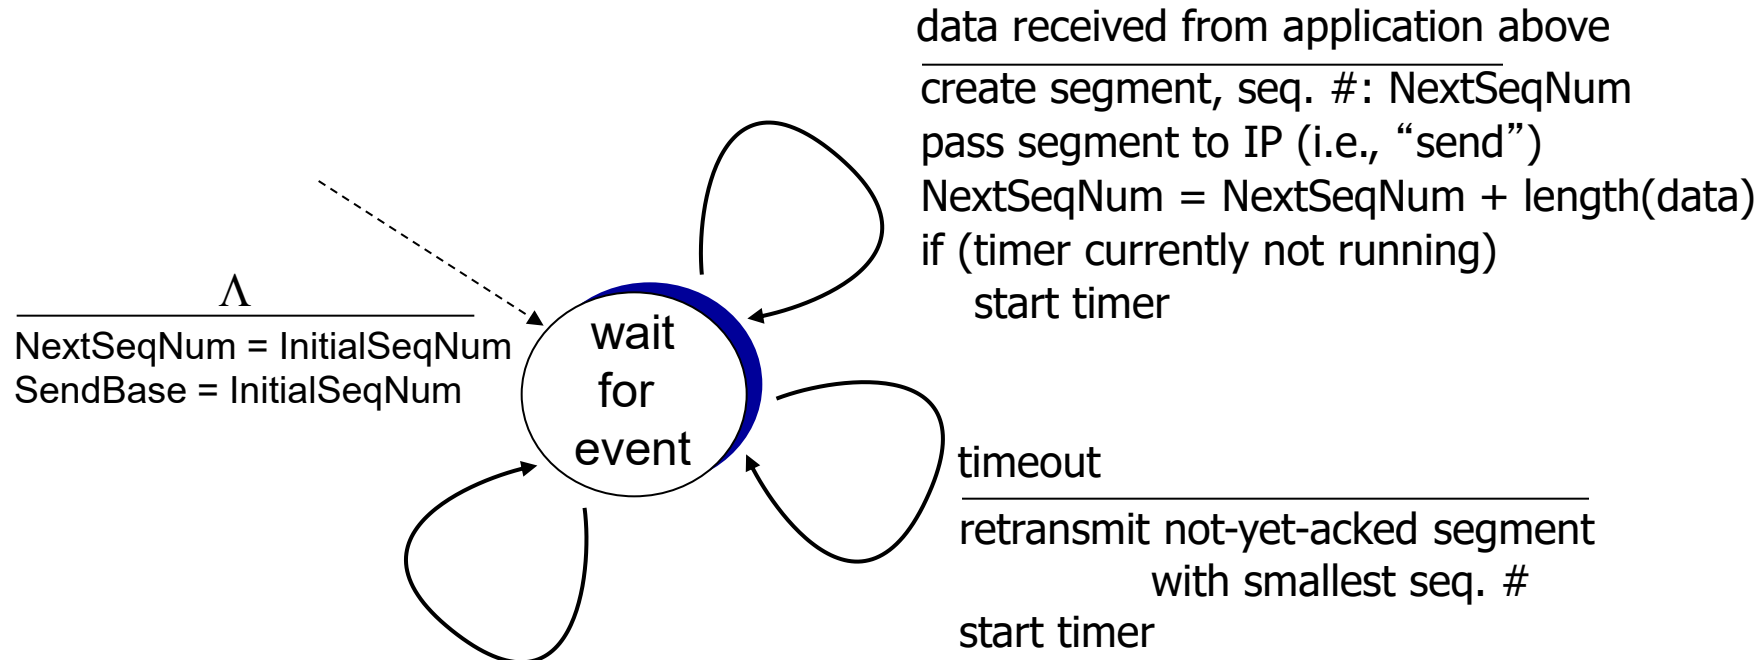 data received from application above
create segment, seq. #: NextSeqNum
pass segment to IP (i.e., “send”)
NextSeqNum = NextSeqNum + length(data)
if (timer currently not running)
start timer
Λ
NextSeqNum = InitialSeqNum
SendBase = InitialSeqNum
wait
for
event
timeout
retransmit not-yet-acked segment
with smallest seq. #
start timer